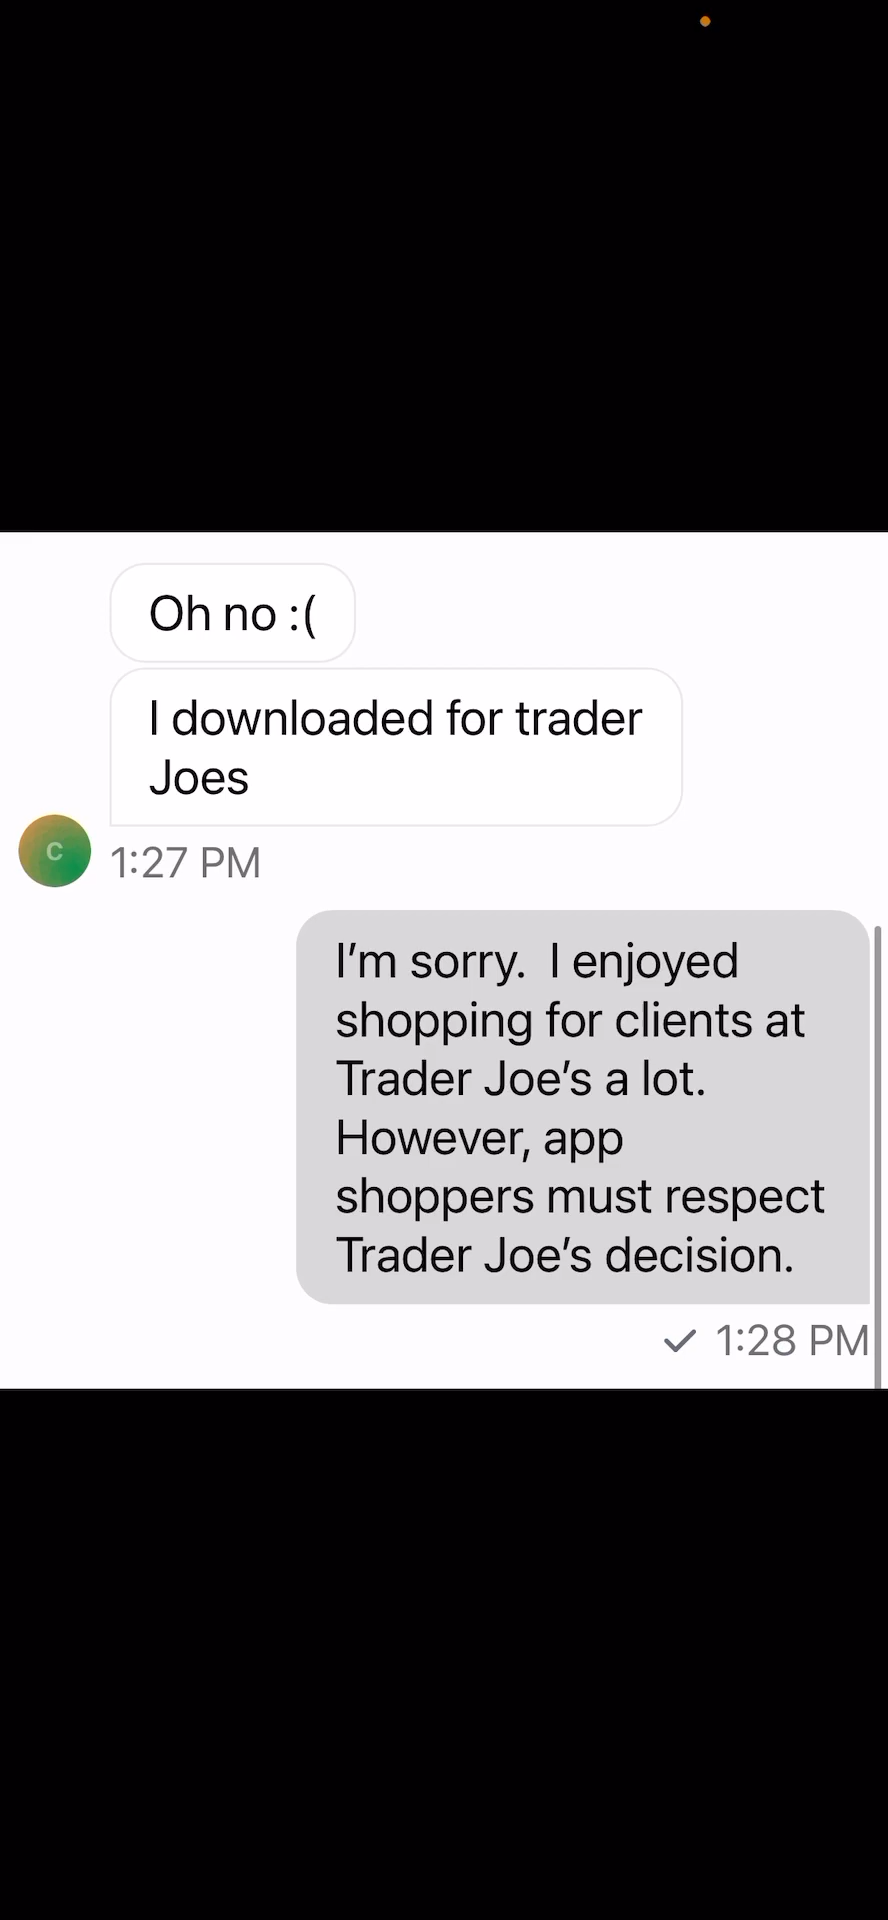 Oh no :(
I downloaded for trader
Joes
C
1:27 PM
I’m sorry.  I enjoyed
shopping for clients at
Trader Joe’s a lot.
However, app
shoppers must respect
Trader Joe’s decision.
1:28 PM